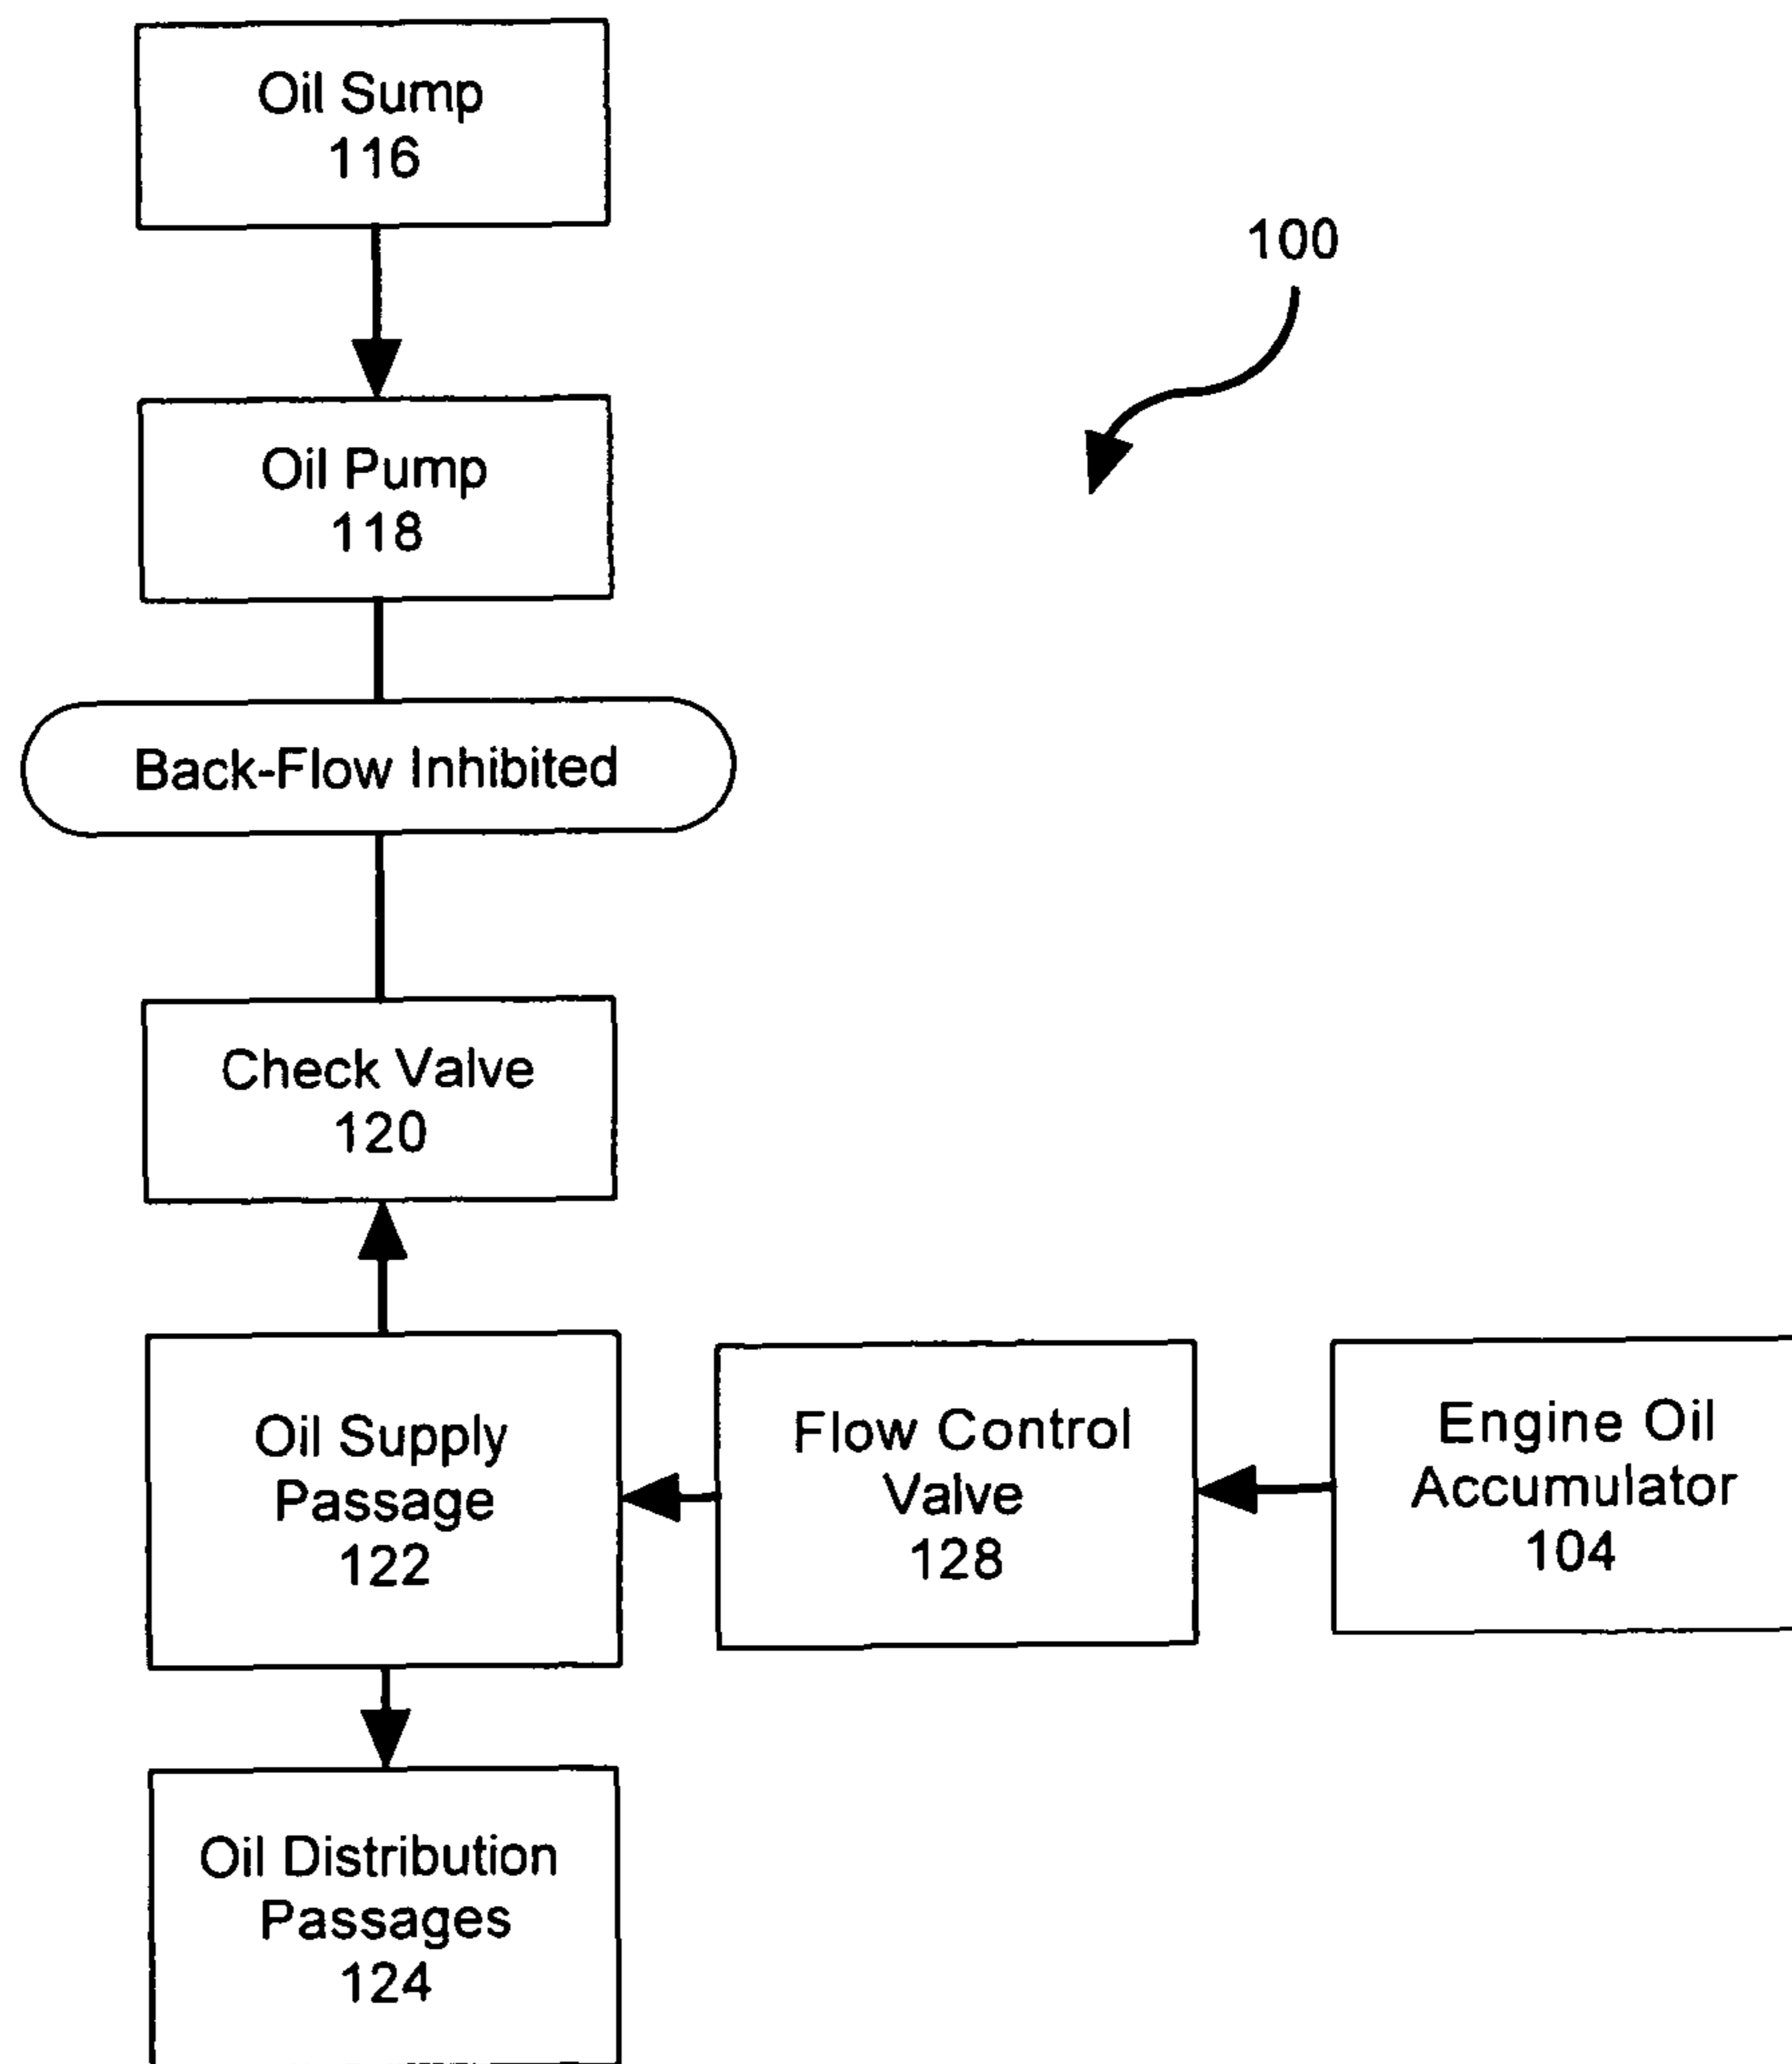 Oil Sump
116
100
Oil Pump
118
Back-Flow Inhibited
Check Valve
120
Oil Supply
Passage
122
Flow Control
Valve
128
Engine Oil
Accumulator
104
Oil Distribution
Passages
124